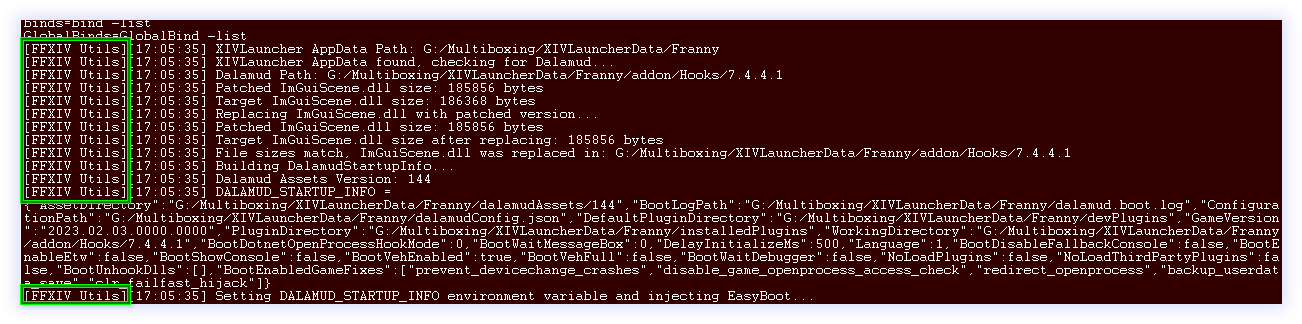 binds=bind -list
GlobalBinds=GlobalBind -list
[FFXIV Utils][17:05:35] XIVLauncher AppData Path: G:/Multiboxing/XIVLauncherData/Franny
[FFXIV Utils][17:05:35] XIVLauncher AppData found, checking for Dalamud...
[FFXIV Utils][17:05:35] Dalamud Path: G:/Multiboxing/XIVLauncherData/Franny/addon/Hooks/7.4.4.1
[FFXIV Utils][17:05:35] Patched ImGuiScene.dll size: 185856 bytes
[FFXIV Utils][17:05:35] Target ImGuiScene.dll size: 186368 bytes
[FFXIV Utils][17:05:35] Replacing ImGuiScene.dll with patched version...
[FFXIV Utils][17:05:35] Patched ImGuiScene.dll size: 185856 bytes
[FFXIV Utils][17:05:35] Target ImGuiScene.dll size after replacing: 185856 bytes
[FFXIV Utils][17:05:35] File sizes match, ImGuiScene.dll was replaced in: G:/Multiboxing/XIVLauncherData/Franny/addon/Hooks/7.4.4.1
[FFXIV Utils][17:05:35] Building DalamudStartupInfo...
[FFXIV Utils][17:05:35] Dalamud Assets Version: 144
[FFXIV Utils][17:05:35] DALAMUD_STARTUP_INFO =
{"AssetDirectory":"G:/Multiboxing/XIVLauncherData/Franny/dalamudAssets/144","BootLogPath":"G:/Multiboxing/XIVLauncherData/Franny/dalamud.boot.log","Configura
tionPath":"G:/Multiboxing/XIVLauncherData/Franny/dalamudConfig.json","DefaultPluginDirectory":"G:/Multiboxing/XIVLauncherData/Franny/devPlugins","GameVersion
":"2023.02.03.0000.0000","PluginDirectory":"G:/Multiboxing/XIVLauncherData/Franny/installedPlugins","WorkingDirectory":"G:/Multiboxing/XIVLauncherData/Franny
/addon/Hooks/7.4.4.1","BootDotnetOpenProcessHookMode":0,"BootWaitMessageBox":0,"DelayInitializeMs":500,"Language":1,"BootDisableFallbackConsole":false,"BootE
nableEtw":false,"BootShowConsole":false,"BootVehEnabled":true,"BootVehFull":false,"BootWaitDebugger":false,"NoLoadPlugins":false,"NoLoadThirdPartyPlugins":fa
lse,"BootUnhookDlls":[],"BootEnabledGameFixes":["prevent_devicechange_crashes","disable_game_openprocess_access_check","redirect_openprocess","backup_userdat
a_save","clr_failfast_hijack"]}
[FFXIV Utils][17:05:35] Setting DALAMUD_STARTUP_INFO environment variable and injecting EasyBoot...